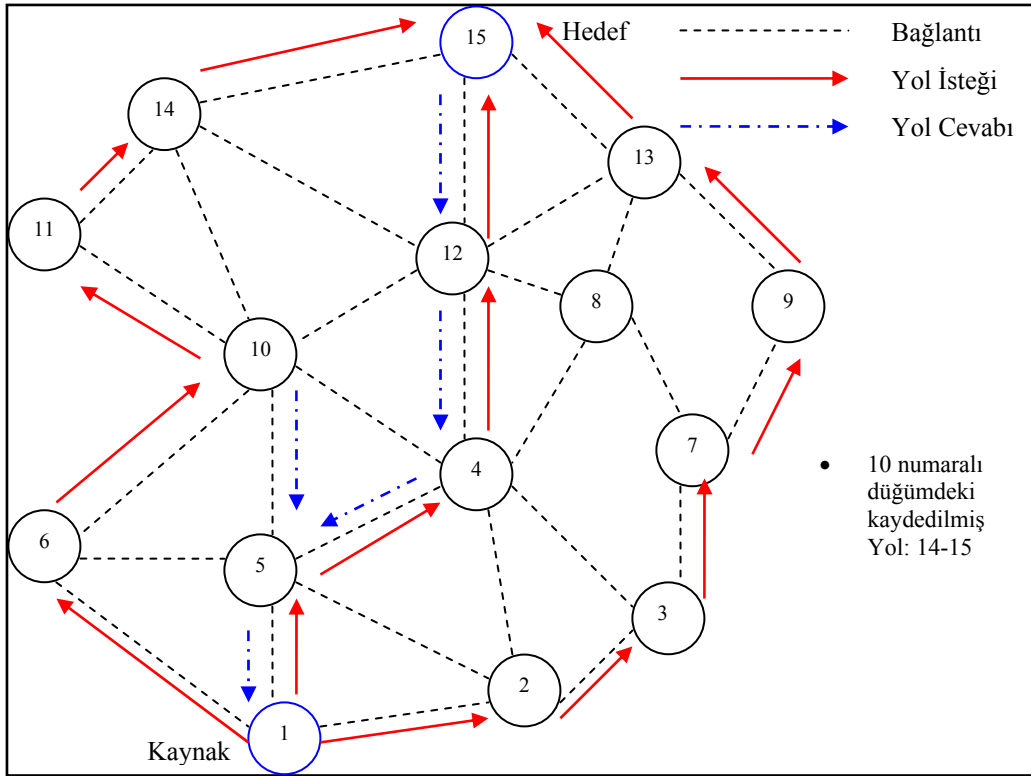 15
Hedef
Bağlantı
Yol İsteği
Yol Cevabı
14
13
11
12
8
9
10
4
7
10 numaralı
düğümdeki
kaydedilmiş
Yol: 14-15
6
5
3
2
1
Kaynak